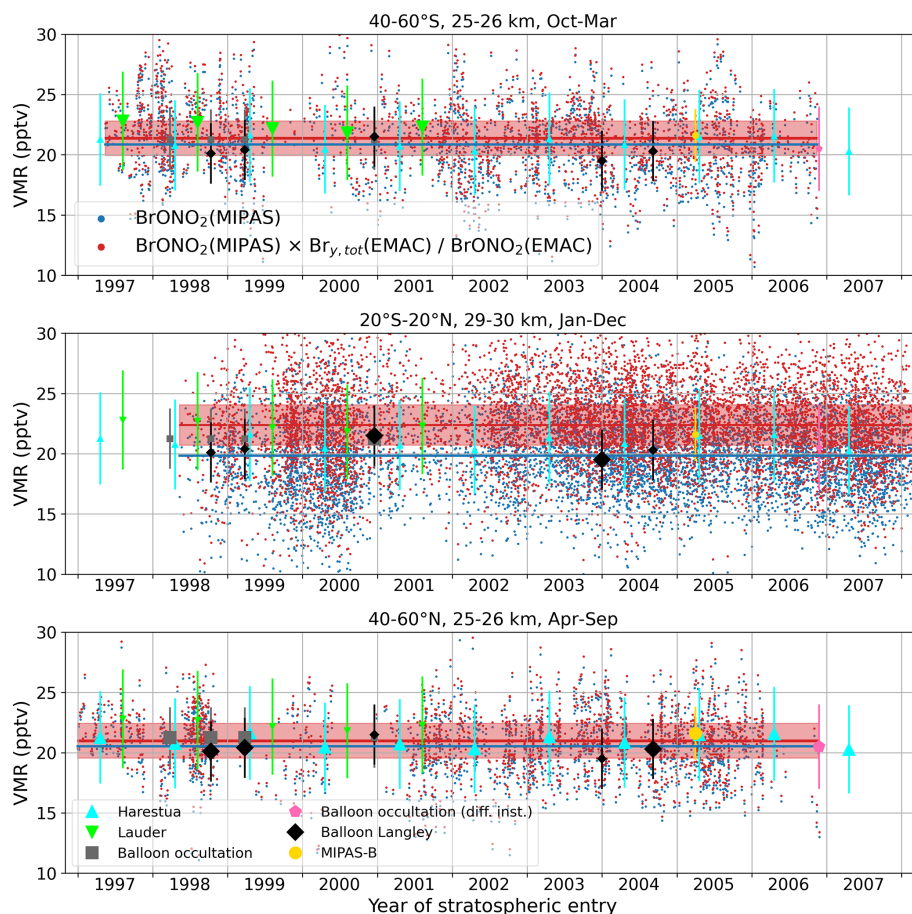 40-60°S, 25-26 km, Oct-Mar
VMR (pptv)
30
25
20
15
10
BrONO2(MIPAS)
BrONO2(MIPAS) × Bry,tot(EMAC) / BrONO2(EMAC)
1997 1998 1999 2000 2001 2002 2003 2004 2005 2006 2007
20°S-20°N, 29-30 km, Jan-Dec
VMR (pptv)
30
25
20
15
10
1997 1998 1999 2000 2001 2002 2003 2004 2005 2006 2007
40-60°N, 25-26 km, Apr-Sep
VMR (pptv)
30
25
20
15
10
Harestua
Lauder
Balloon occultation
Balloon occultation (diff. inst.)
Balloon Langley
MIPAS-B
1997 1998 1999 2000 2001 2002 2003 2004 2005 2006 2007
Year of stratospheric entry